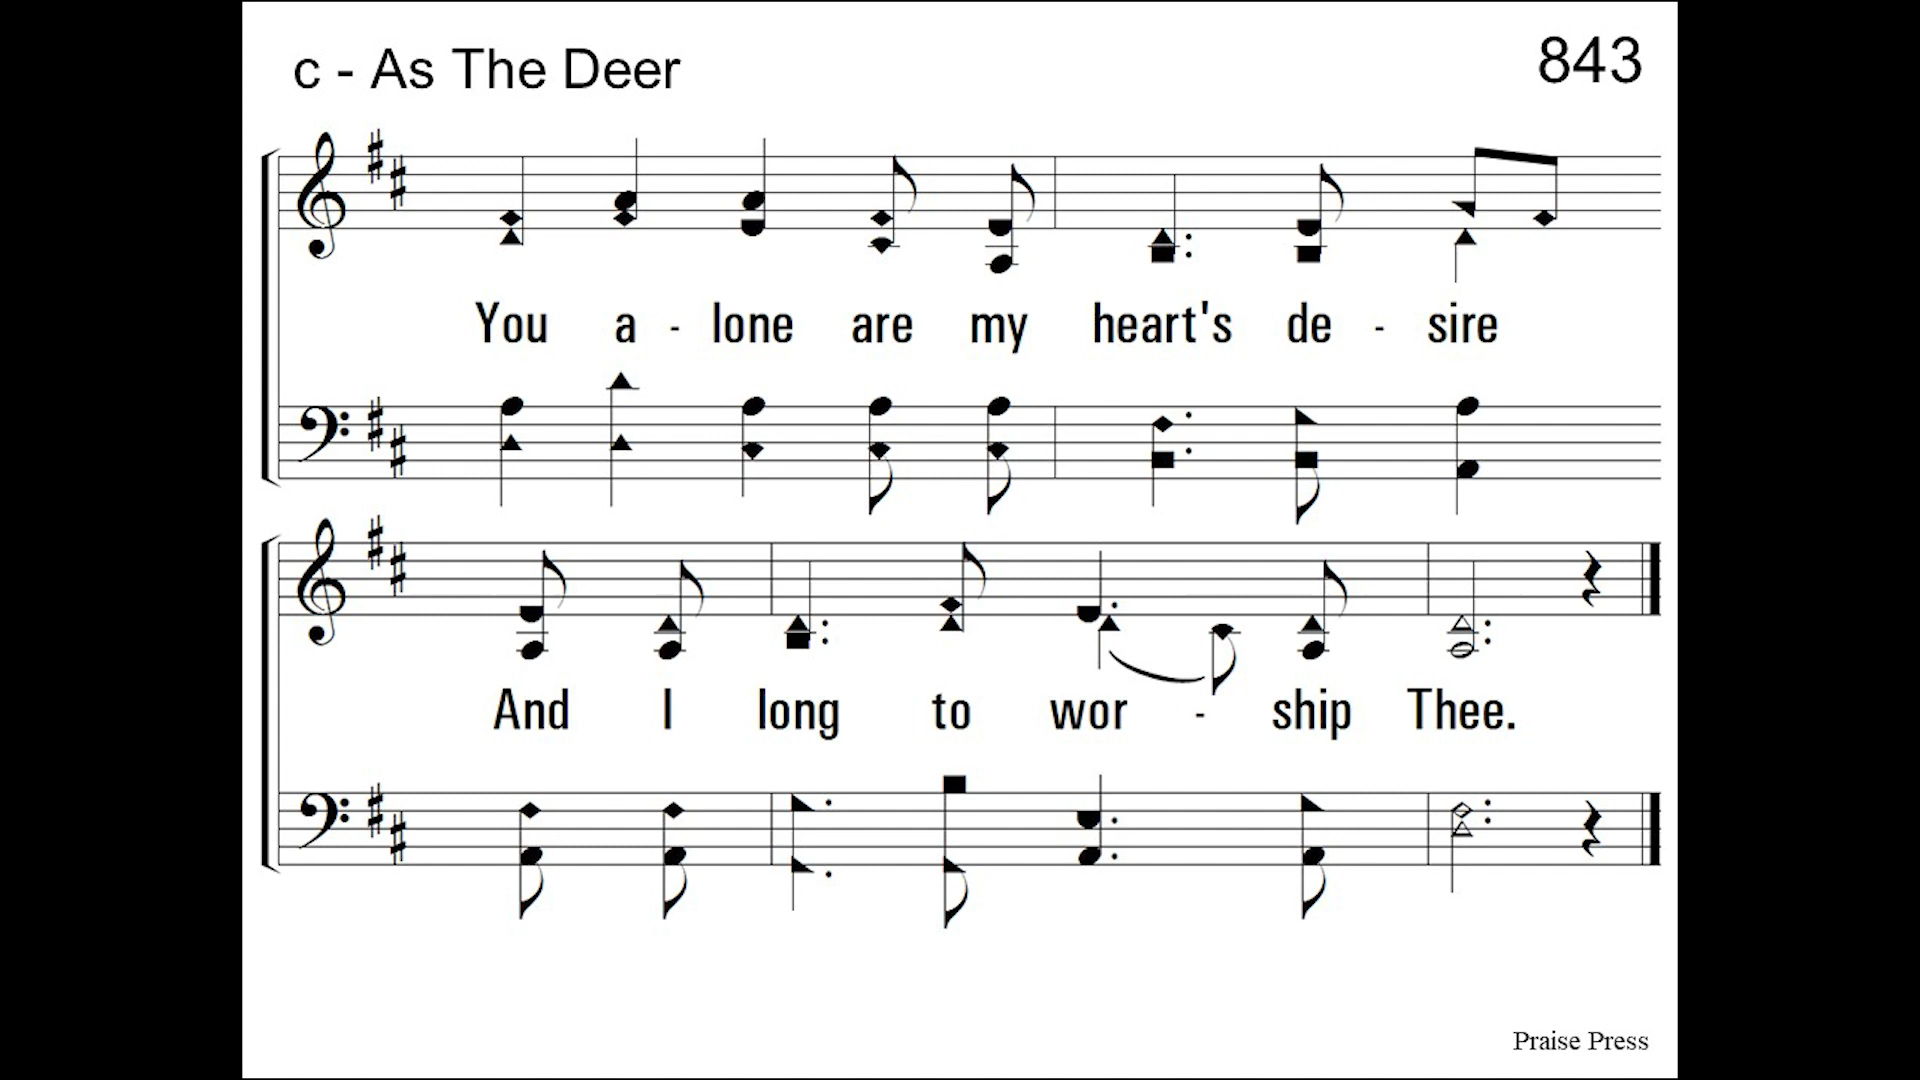 c - As The Deer
843
You a - lone are my heart's de - sire
And I long to wor - ship Thee.
Praise Press